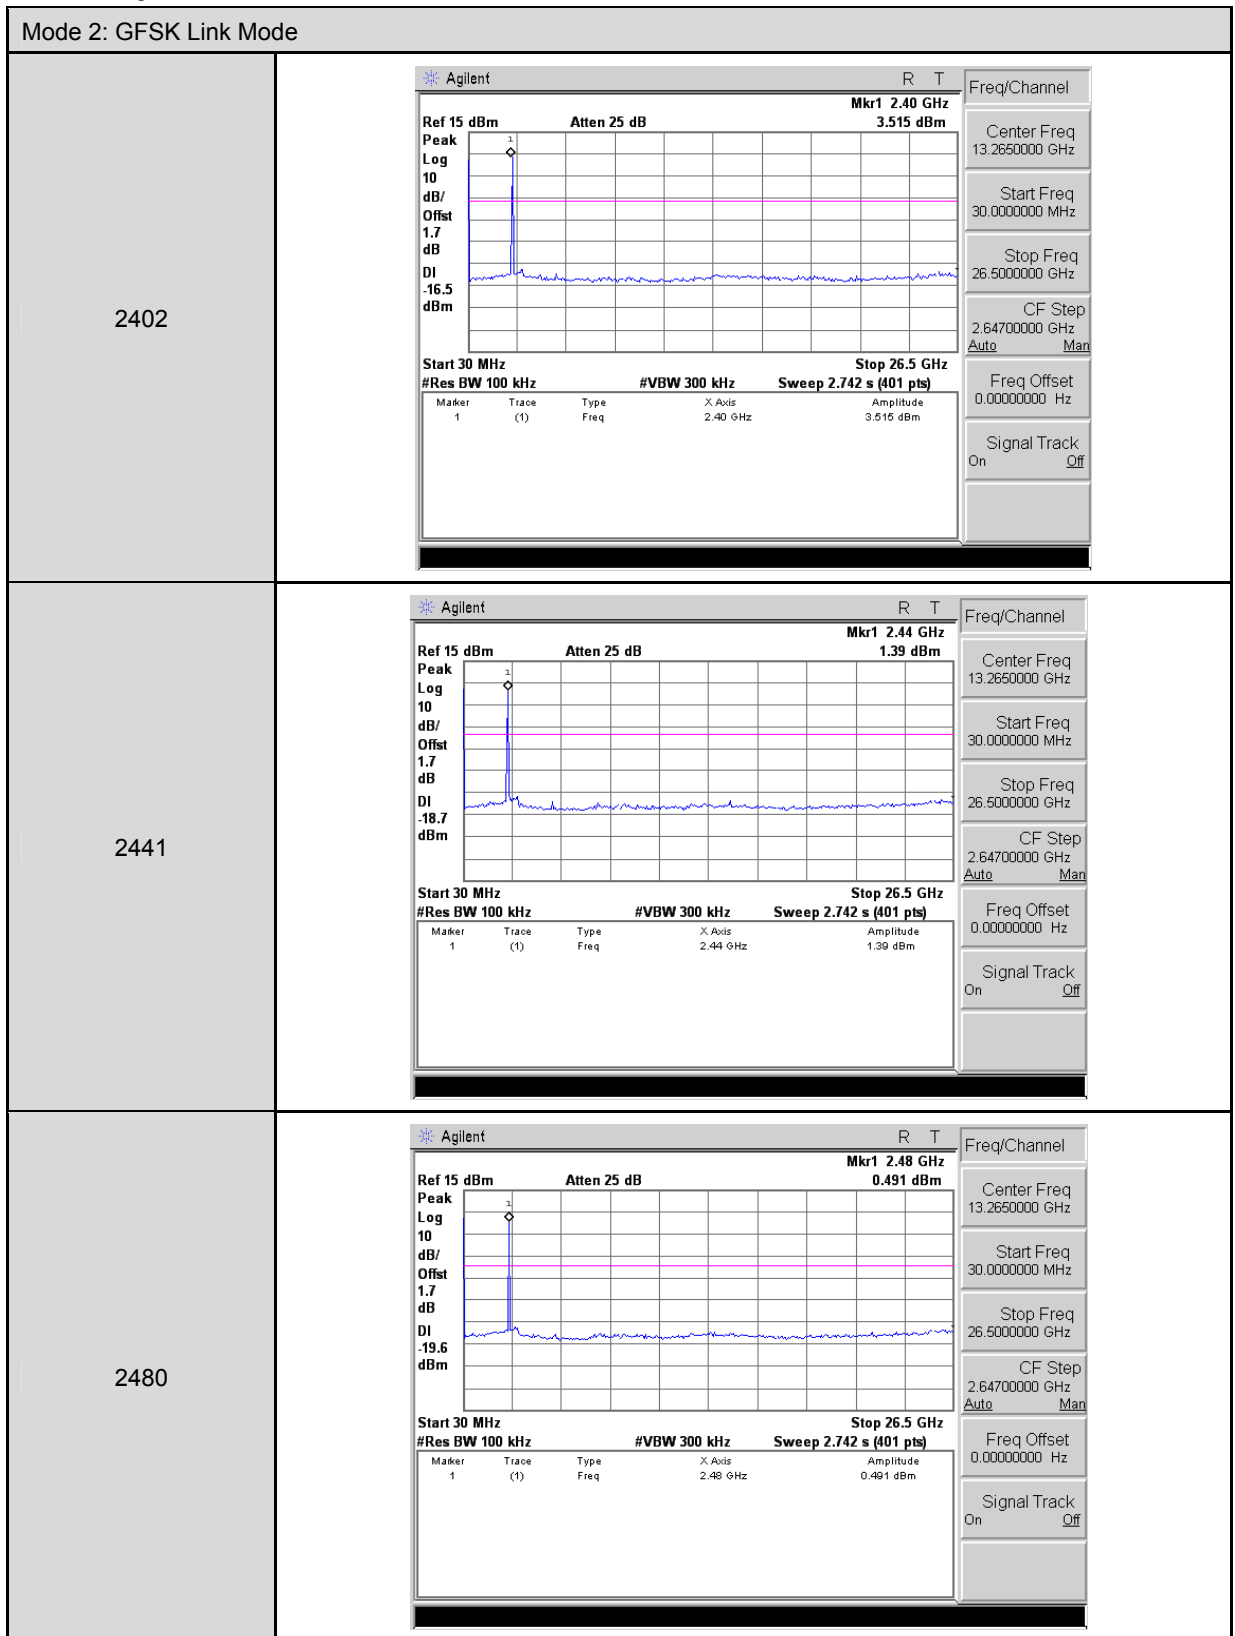 Mode 2: GFSK Link Mode
2402
Agilent R T
Mkr1 2.40 GHz
Ref 15 dBm Atten 25 dB 3.515 dBm
Peak
Log
10
dB/
Offst
1.7
dB
DI
-16.5
dBm
1
Start 30 MHz Stop 26.5 GHz
#Res BW 100 kHz #VBW 300 kHz Sweep 2.742 s (401 pts)
Marker Trace Type X Axis Amplitude
1 (1) Freq 2.40 GHz 3.515 dBm
Freq/Channel
Center Freq
13.2650000 GHz
Start Freq
30.0000000 MHz
Stop Freq
26.5000000 GHz
CF Step
2.64700000 GHz
Auto Man
Freq Offset
0.00000000 Hz
Signal Track
On Off
2441
Agilent R T
Mkr1 2.44 GHz
Ref 15 dBm Atten 25 dB 1.39 dBm
Peak
Log
10
dB/
Offst
1.7
dB
DI
-18.7
dBm
1
Start 30 MHz Stop 26.5 GHz
#Res BW 100 kHz #VBW 300 kHz Sweep 2.742 s (401 pts)
Marker Trace Type X Axis Amplitude
1 (1) Freq 2.44 GHz 1.39 dBm
Freq/Channel
Center Freq
13.2650000 GHz
Start Freq
30.0000000 MHz
Stop Freq
26.5000000 GHz
CF Step
2.64700000 GHz
Auto Man
Freq Offset
0.00000000 Hz
Signal Track
On Off
2480
Agilent R T
Mkr1 2.48 GHz
Ref 15 dBm Atten 25 dB 0.491 dBm
Peak
Log
10
dB/
Offst
1.7
dB
DI
-19.6
dBm
1
Start 30 MHz Stop 26.5 GHz
#Res BW 100 kHz #VBW 300 kHz Sweep 2.742 s (401 pts)
Marker Trace Type X Axis Amplitude
1 (1) Freq 2.48 GHz 0.491 dBm
Freq/Channel
Center Freq
13.2650000 GHz
Start Freq
30.0000000 MHz
Stop Freq
26.5000000 GHz
CF Step
2.64700000 GHz
Auto Man
Freq Offset
0.00000000 Hz
Signal Track
On Off